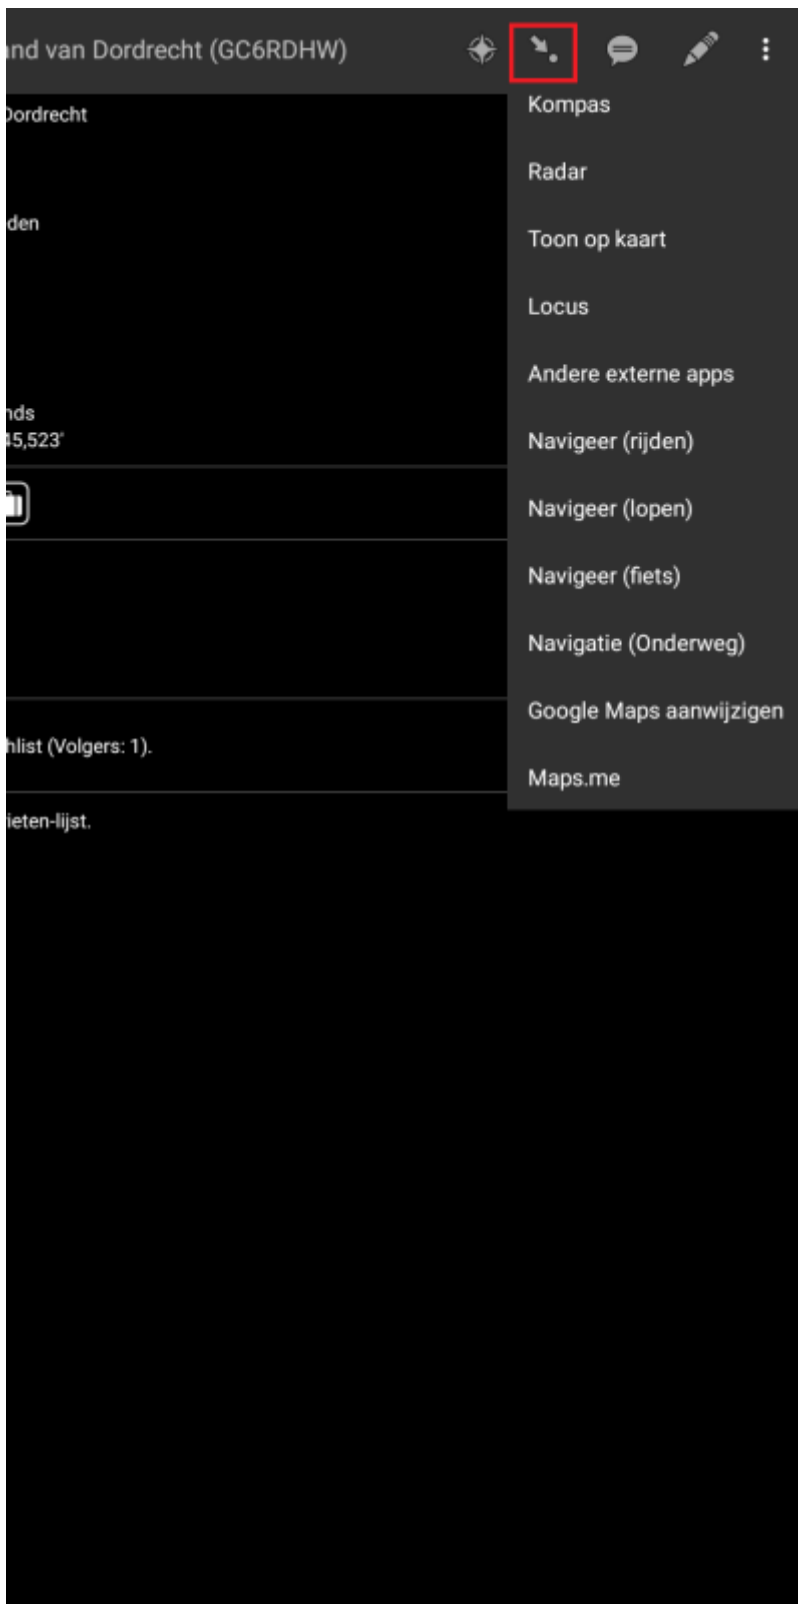 and van Dordrecht (GC6RDHW)
Dordrecht
den
nds
45,523'
hlist (Volgers: 1).
ieten-lijst.
Kompas
Radar
Toon op kaart
Locus
Andere externe apps
Navigeer (rijden)
Navigeer (lopen)
Navigeer (fiets)
Navigatie (Onderweg)
Google Maps aanwijzigen
Maps.me